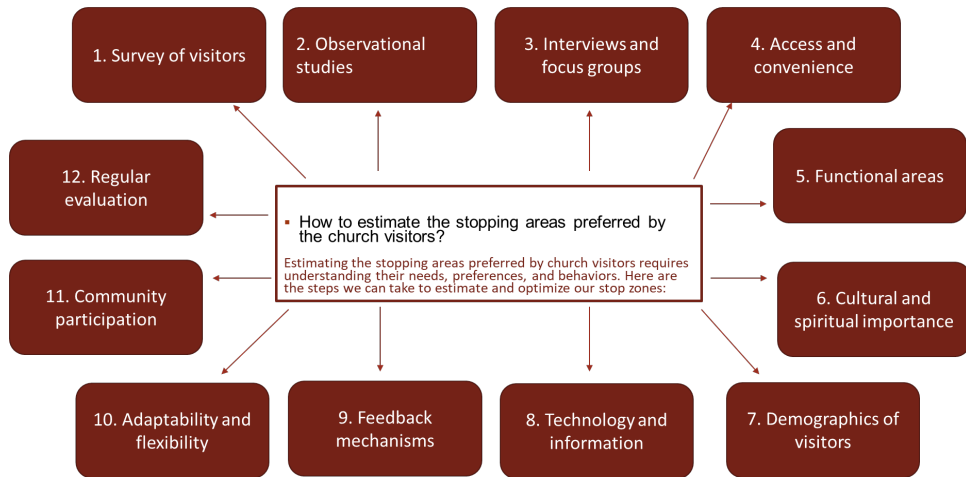 1. Survey of visitors
2. Observational
studies
3. Interviews and
focus groups
4. Access and
convenience
12. Regular
evaluation
5. Functional areas
▪ How to estimate the stopping areas preferred by
the church visitors?
Estimating the stopping areas preferred by church visitors requires
understanding their needs, preferences, and behaviors. Here are
the steps we can take to estimate and optimize our stop zones:
11. Community
participation
6. Cultural and
spiritual importance
10. Adaptability and
flexibility
9. Feedback
mechanisms
8. Technology and
information
7. Demographics of
visitors